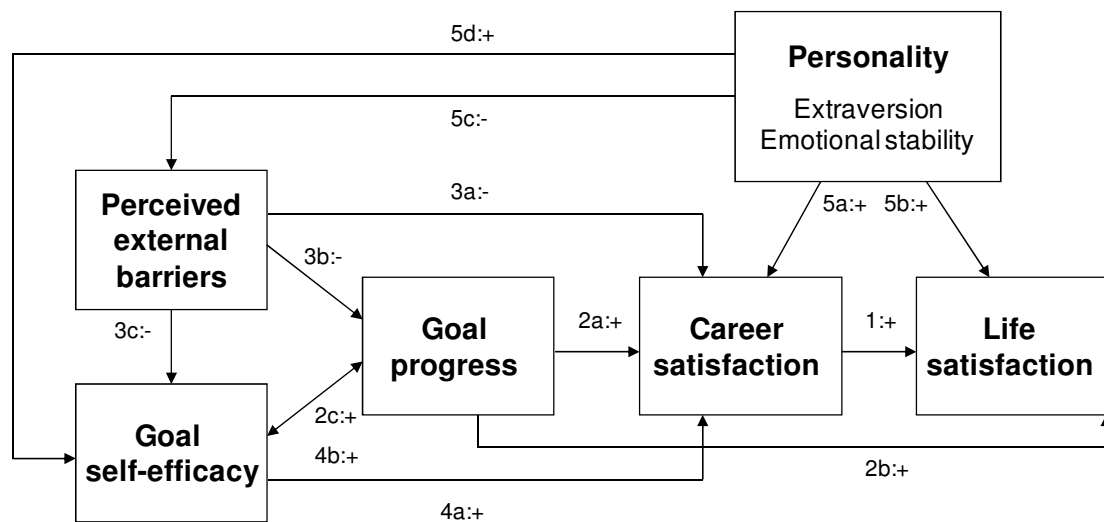 5d:+
Personality
Extraversion
Emotional stability
5c:-
Perceived
external
barriers
3a:-
5a:+ 5b:+
3b:-
Goal
progress
2a:+
Career
satisfaction
1:+
Life
satisfaction
3c:-
Goal
self-efficacy
2c:+
4b:+
2b:+
4a:+